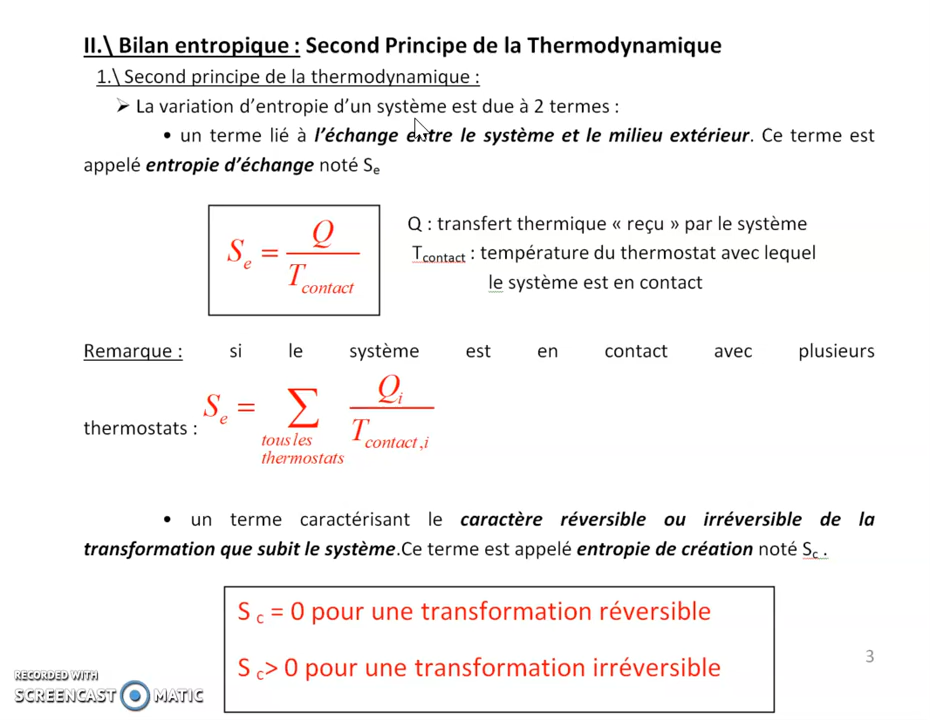 II.\ Bilan entropique : Second Principe de la Thermodynamique
1.\ Second principe de la thermodynamique :
➤ La variation d'entropie d'un système est due à 2 termes :
• un terme lié à l'échange entre le système et le milieu extérieur. Ce terme est
appelé entropie d'échange noté Se
Se = Q / Tcontact
Q : transfert thermique « reçu » par le système
Tcontact : température du thermostat avec lequel
le système est en contact
Remarque : si le système est en contact avec plusieurs
thermostats : Se = ∑ tous les thermostats Qi / Tcontact,i
• un terme caractérisant le caractère réversible ou irréversible de la
transformation que subit le système.Ce terme est appelé entropie de création noté Sc .
S c = 0 pour une transformation réversible
S c> 0 pour une transformation irréversible
3
RECORDED WITH
SCREENCAST MATIC